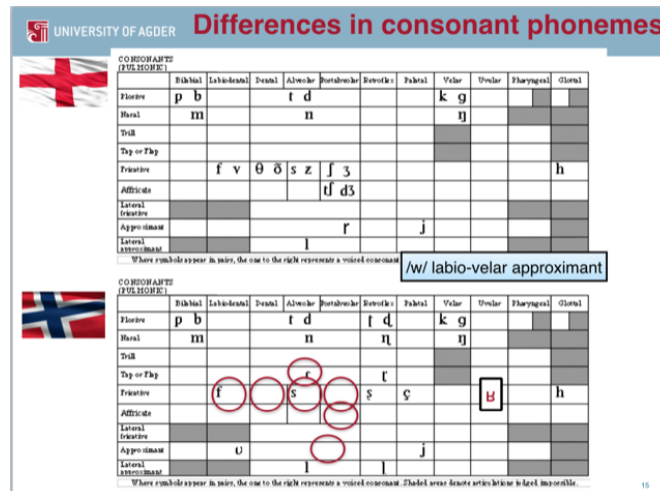 UNIVERSITY OF AGDER
Differences in consonant phonemes
CONSONANTS
(PULMONIC)
Bilabial Labiodental Dental Alveolar Postalveolar Retroflex Palatal Velar Uvular Pharyngeal Glottal
Plosive p b t d k g
Nasal m n ŋ
Trill
Tap or Flap
Fricative f v θ ð s z ʃ ʒ h
Affricate tʃ dʒ
Lateral fricative
Approximant r j
Lateral approximant l
Where symbols appear in pairs, the one to the right represents a voiced consonant.
/w/ labio-velar approximant
CONSONANTS
(PULMONIC)
Bilabial Labiodental Dental Alveolar Postalveolar Retroflex Palatal Velar Uvular Pharyngeal Glottal
Plosive p b t d ʈ ɖ k g
Nasal m n ɳ ŋ
Trill
Tap or Flap ɾ ɽ
Fricative f s ʂ ç ʁ h
Affricate
Lateral fricative
Approximant ʋ j
Lateral approximant l ɭ
Where symbols appear in pairs, the one to the right represents a voiced consonant. Shaded areas denote articulations judged impossible.
15